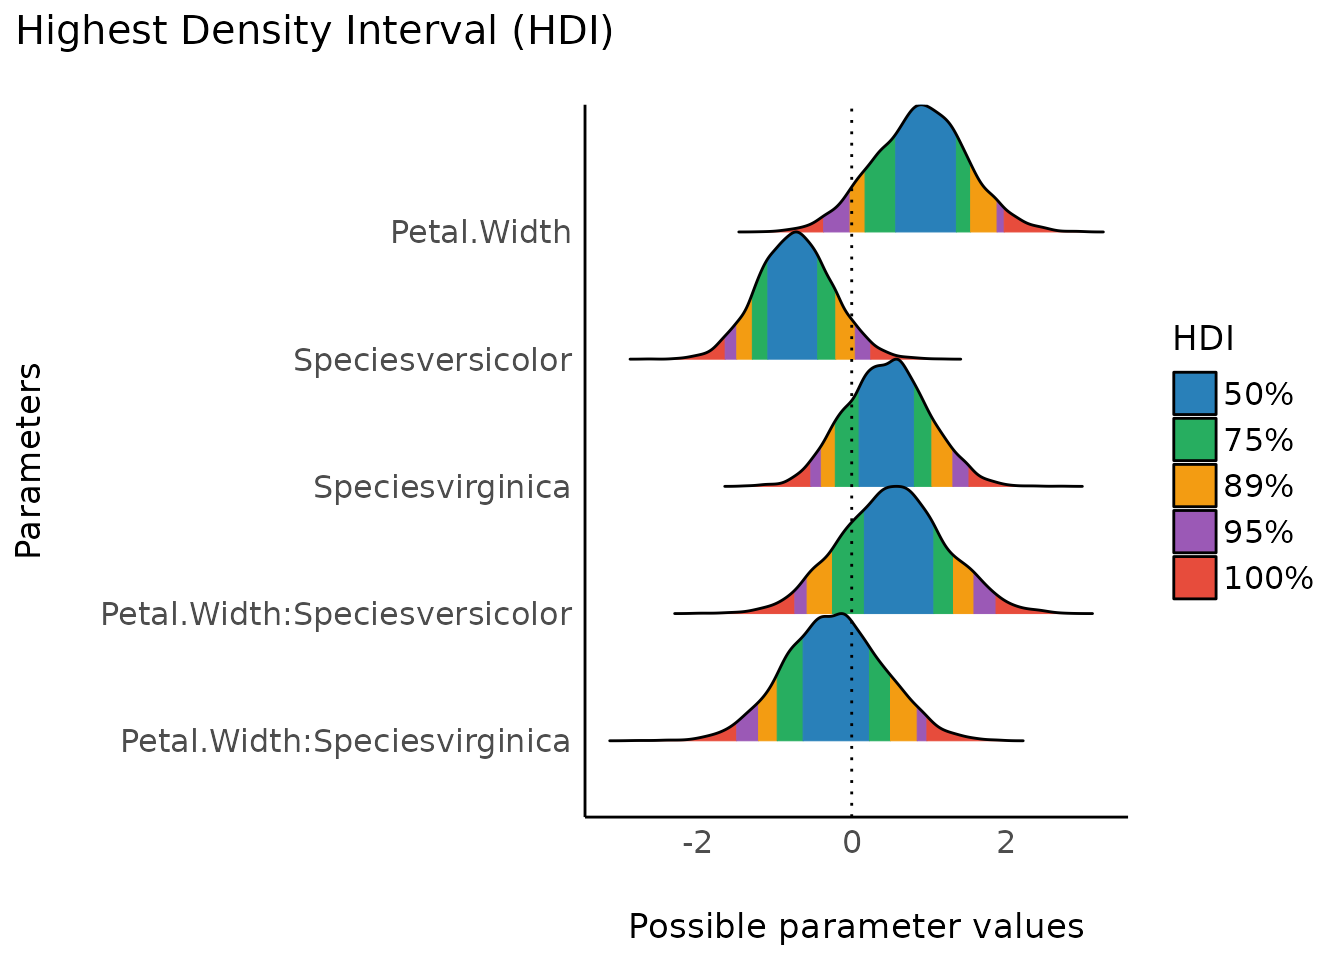 Highest Density Interval (HDI)
Petal.Width
Speciesversicolor
Speciesvirginica
Petal.Width:Speciesversicolor
Petal.Width:Speciesvirginica
Parameters
-2
0
2
Possible parameter values
HDI
50%
75%
89%
95%
100%